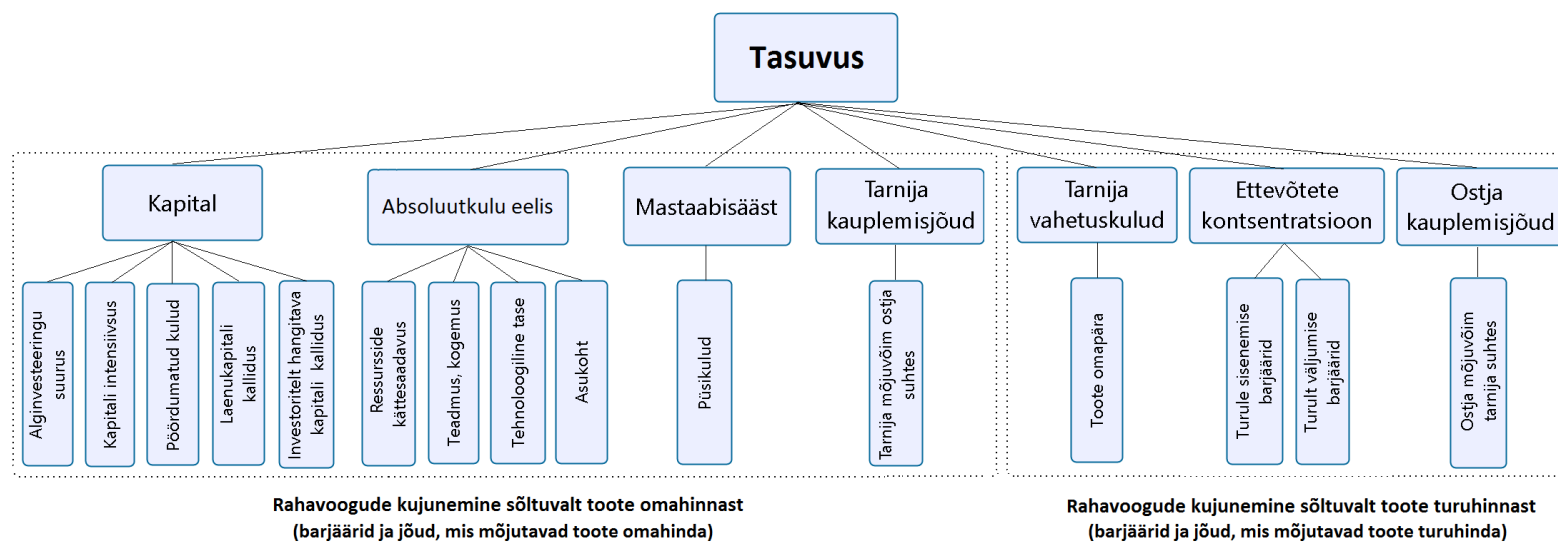 Tasuvus
Kapital
Absoluutkulu eelis
Mastaabisääst
Tarnija
kauplemisjõud
Tarnija
vahetuskulud
Ettevõtete
kontsentratsioon
Ostja
kauplemisjõud
Alginvesteeringu
suurus
Kapitali intensiivsus
Pöördumatud kulud
Laenukapitali
kallidus
Investoritelt hangitava
kapitali kallidus
Ressursside
kättesaadavus
Teadmus, kogemus
Tehnoloogiline tase
Asukoht
Püsikulud
Tarnija mõjuvõim ostja
suhtes
Toote omapära
Turule sisenemise
barjäärid
Turult väljumise
barjäärid
Ostja mõjuvõim
tarnija suhtes
Rahavoogude kujunemine sõltuvalt toote omahinnast
(barjäärid ja jõud, mis mõjutavad toote omahinda)
Rahavoogude kujunemine sõltuvalt toote turuhinnast
(barjäärid ja jõud, mis mõjutavad toote turuhinda)